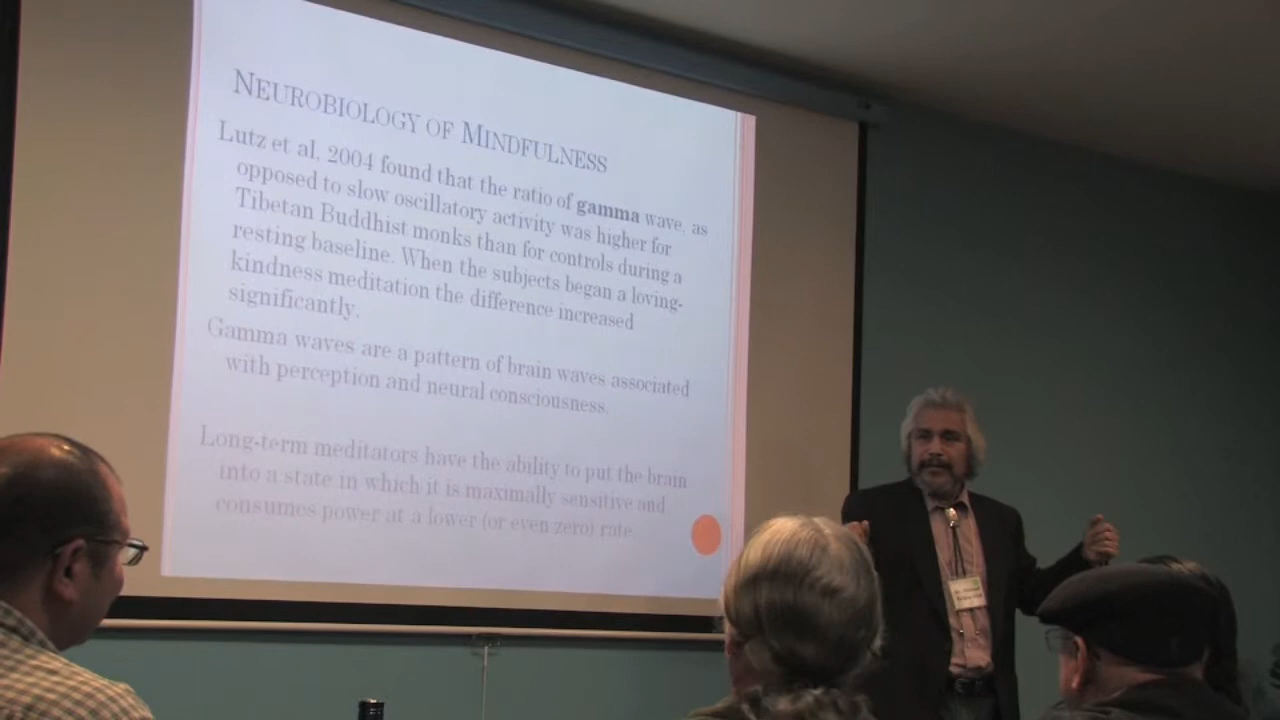 NEUROBIOLOGY OF MINDFULNESS
Lutz et al. 2004 found that the ratio of gamma wave, as
opposed to slow oscillatory activity was higher for
Tibetan Buddhist monks than for controls during a
resting baseline. When the subjects began a loving-
kindness meditation the difference increased
significantly.
Gamma waves are a pattern of brain waves associated
with perception and neural consciousness.
Long-term meditators have the ability to put the brain
into a state in which it is maximally sensitive and
consumes power at a lower (or even zero) rate